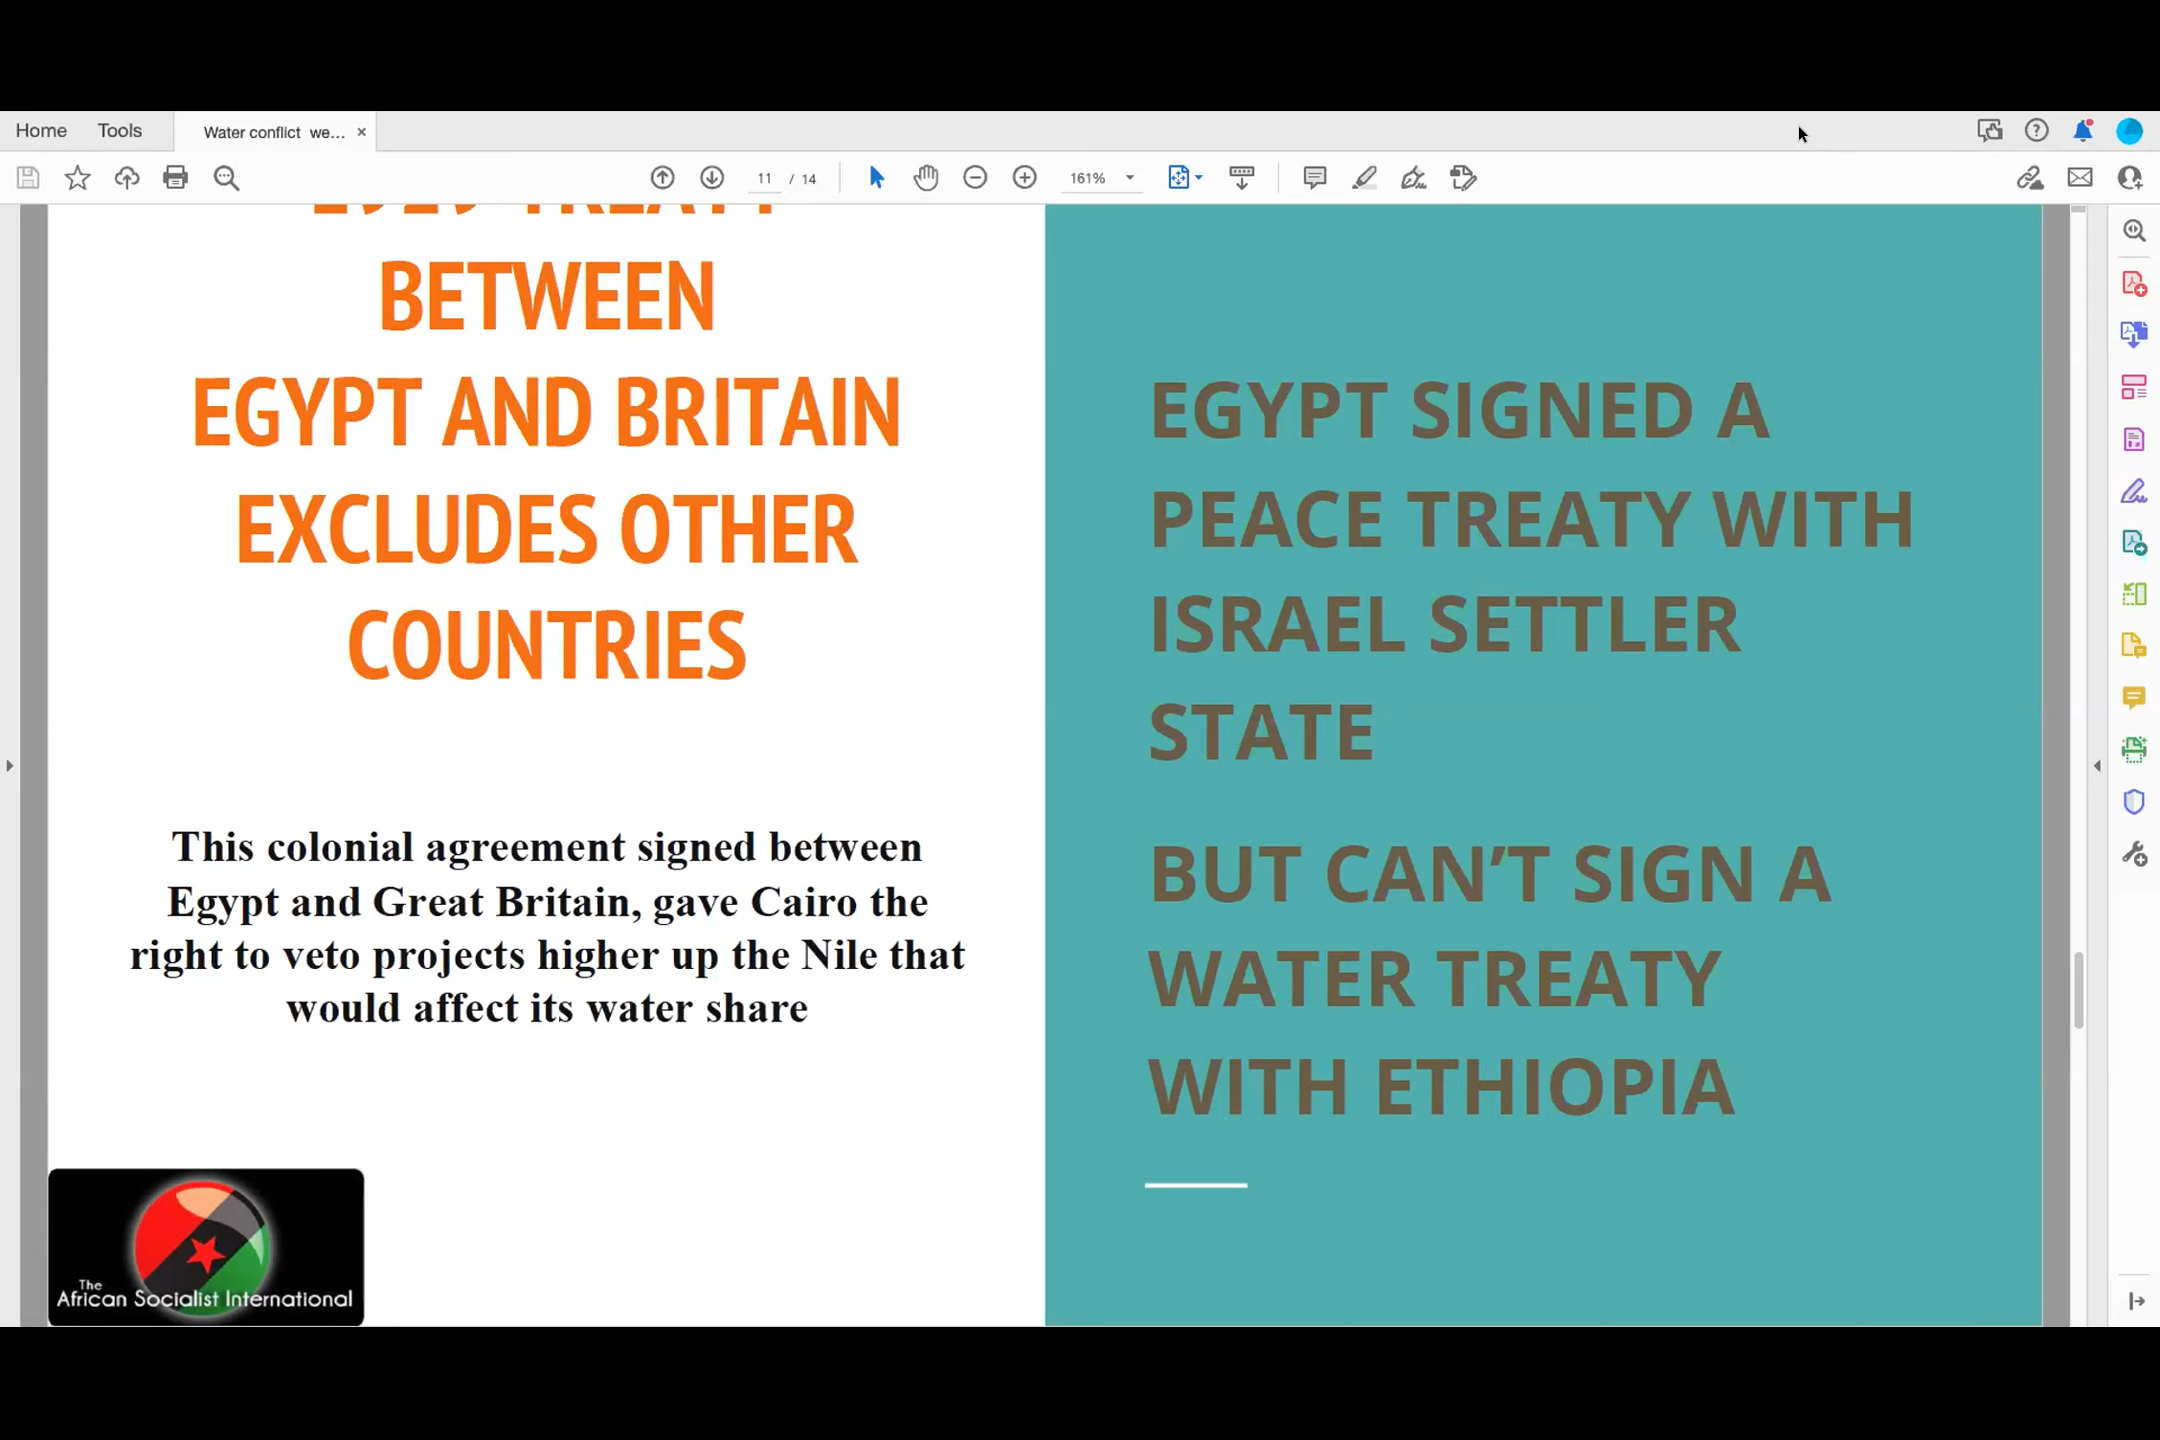 Home
Tools
Water conflict we...
11 / 14
161%
1929 TREATY
BETWEEN
EGYPT AND BRITAIN
EXCLUDES OTHER
COUNTRIES
This colonial agreement signed between
Egypt and Great Britain, gave Cairo the
right to veto projects higher up the Nile that
would affect its water share
The
African Socialist International
EGYPT SIGNED A
PEACE TREATY WITH
ISRAEL SETTLER
STATE
BUT CAN’T SIGN A
WATER TREATY
WITH ETHIOPIA